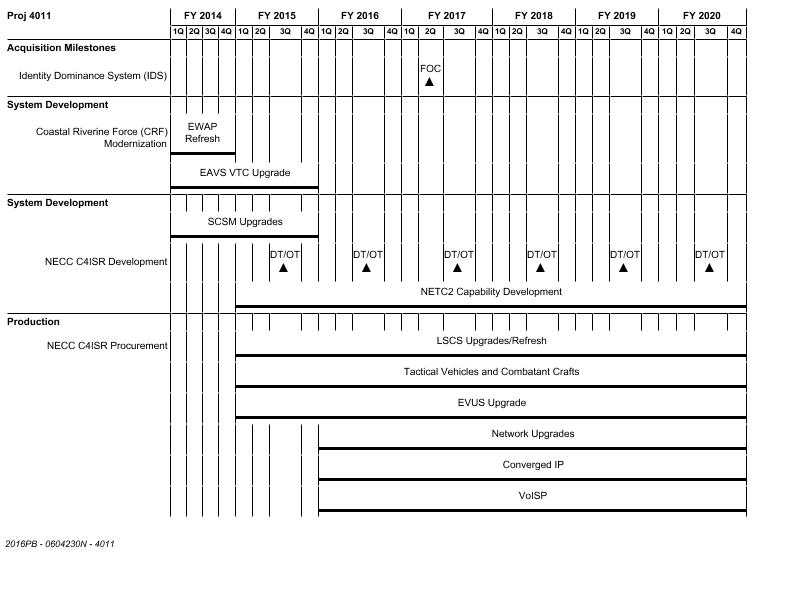 Proj 4011 FY 2014 FY 2015 FY 2016 FY 2017 FY 2018 FY 2019 FY 2020
1Q 2Q 3Q 4Q 1Q 2Q 3Q 4Q 1Q 2Q 3Q 4Q 1Q 2Q 3Q 4Q 1Q 2Q 3Q 4Q 1Q 2Q 3Q 4Q 1Q 2Q 3Q 4Q
Acquisition Milestones
FOC
Identity Dominance System (IDS)
System Development
EWAP
Coastal Riverine Force (CRF)
Refresh
Modernization
EAVS VTC Upgrade
System Development
SCSM Upgrades
DT/OT DT/OT DT/OT DT/OT DT/OT DT/OT
NECC C4ISR Development
NETC2 Capability Development
Production
LSCS Upgrades/Refresh
NECC C4ISR Procurement
Tactical Vehicles and Combatant Crafts
EVUS Upgrade
Network Upgrades
Converged IP
VoISP
2016PB - 0604230N - 4011